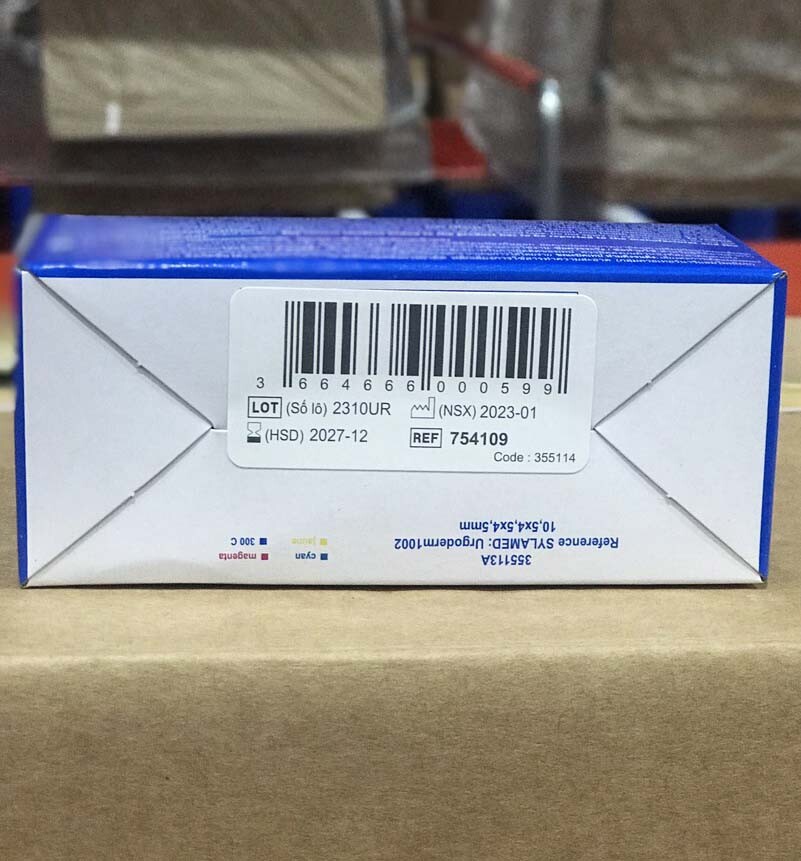 3 664666 000599
LOT (Số lô) 2310UR (NSX) 2023-01
(HSD) 2027-12 REF 754109
Code : 355114
355113A
Reference SYLAMED: Urgoderm1002
10,5x4,5x4,5mm
cyan jaune
magenta 300 C